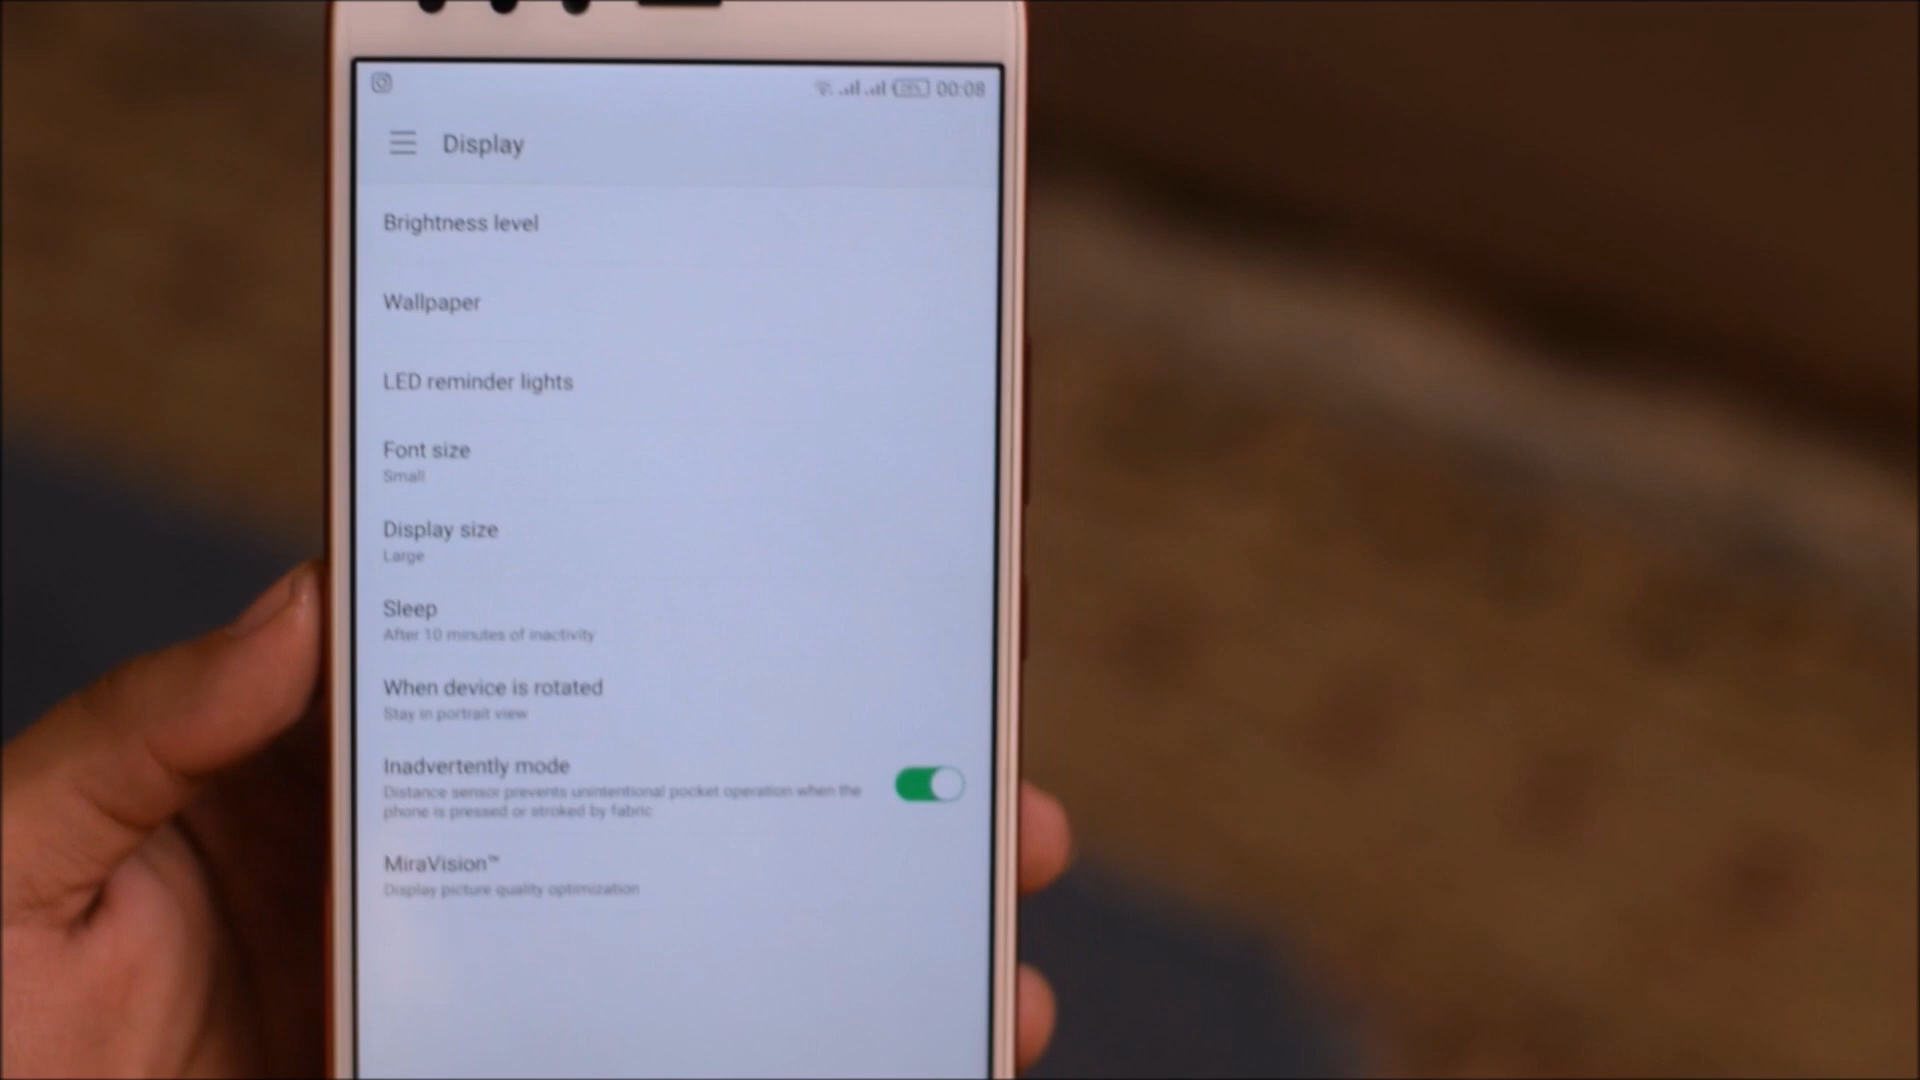 00:08
Display
Brightness level
Wallpaper
LED reminder lights
Font size
Small
Display size
Large
Sleep
After 10 minutes of inactivity
When device is rotated
Stay in portrait view
Inadvertently mode
Distance sensor prevents unintentional pocket operation when the
phone is pressed or stroked by fabric
MiraVision™
Display picture quality optimization